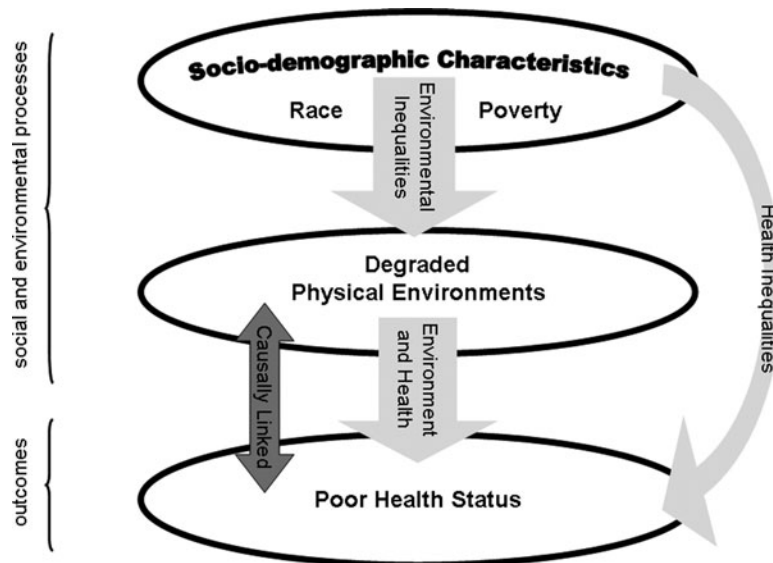 Socio-demographic Characteristics
Race
Poverty
Environmental
Inequalities
Degraded
Physical Environments
Environment
and Health
Causally Linked
Poor Health Status
Health Inequalities
social and environmental processes
outcomes